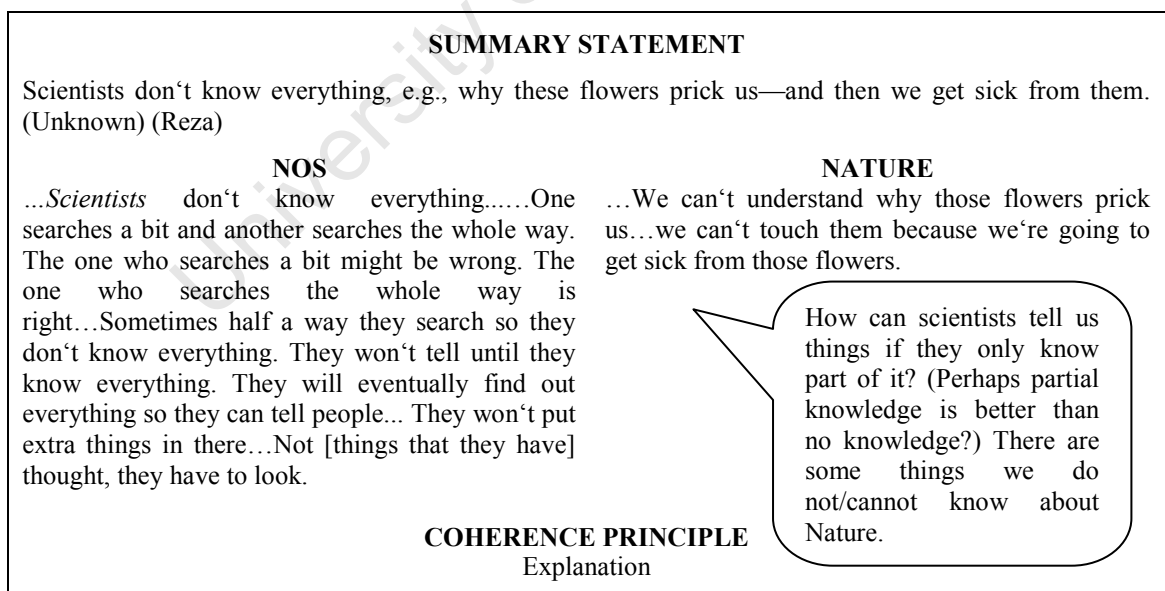 SUMMARY STATEMENT
Scientists don‘t know everything, e.g., why these flowers prick us—and then we get sick from them.
(Unknown) (Reza)
NOS
...Scientists don‘t know everything...…One
searches a bit and another searches the whole way.
The one who searches a bit might be wrong. The
one who searches the whole way is
right…Sometimes half a way they search so they
don‘t know everything. They won‘t tell until they
know everything. They will eventually find out
everything so they can tell people... They won‘t put
extra things in there…Not [things that they have]
thought, they have to look.
NATURE
…We can‘t understand why those flowers prick
us…we can‘t touch them because we‘re going to
get sick from those flowers.
How can scientists tell us
things if they only know
part of it? (Perhaps partial
knowledge is better than
no knowledge?) There are
some things we do
not/cannot know about
Nature.
COHERENCE PRINCIPLE
Explanation
University